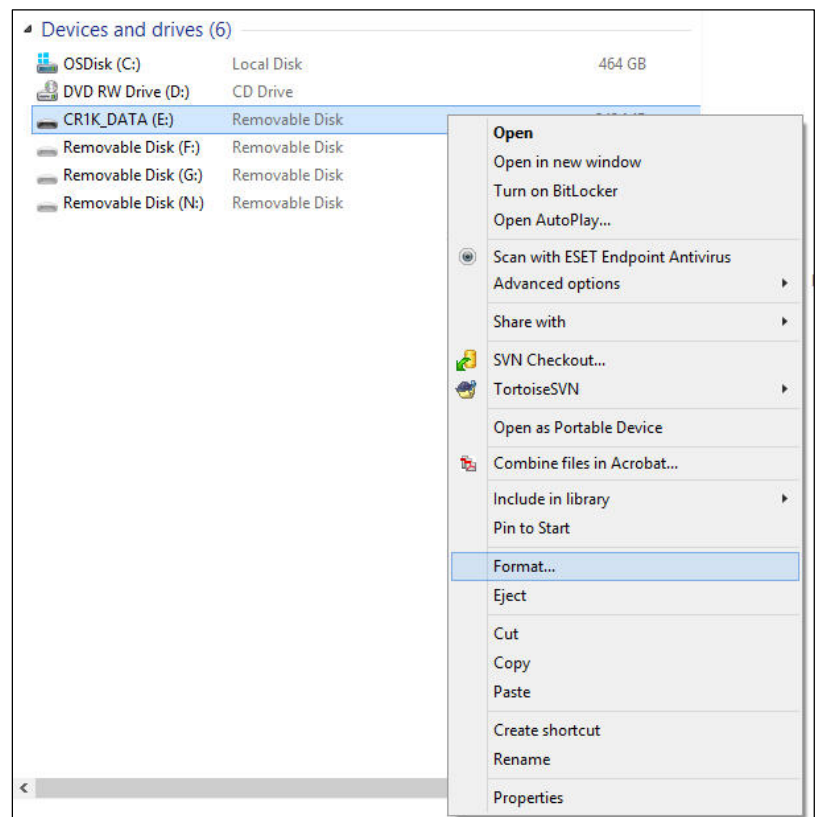 Devices and drives (6)
OSDisk (C:) Local Disk 464 GB
DVD RW Drive (D:) CD Drive
CR1K_DATA (E:) Removable Disk
Removable Disk (F:) Removable Disk
Removable Disk (G:) Removable Disk
Removable Disk (N:) Removable Disk
Open
Open in new window
Turn on BitLocker
Open AutoPlay...
Scan with ESET Endpoint Antivirus
Advanced options
Share with
SVN Checkout...
TortoiseSVN
Open as Portable Device
Combine files in Acrobat...
Include in library
Pin to Start
Format...
Eject
Cut
Copy
Paste
Create shortcut
Rename
Properties